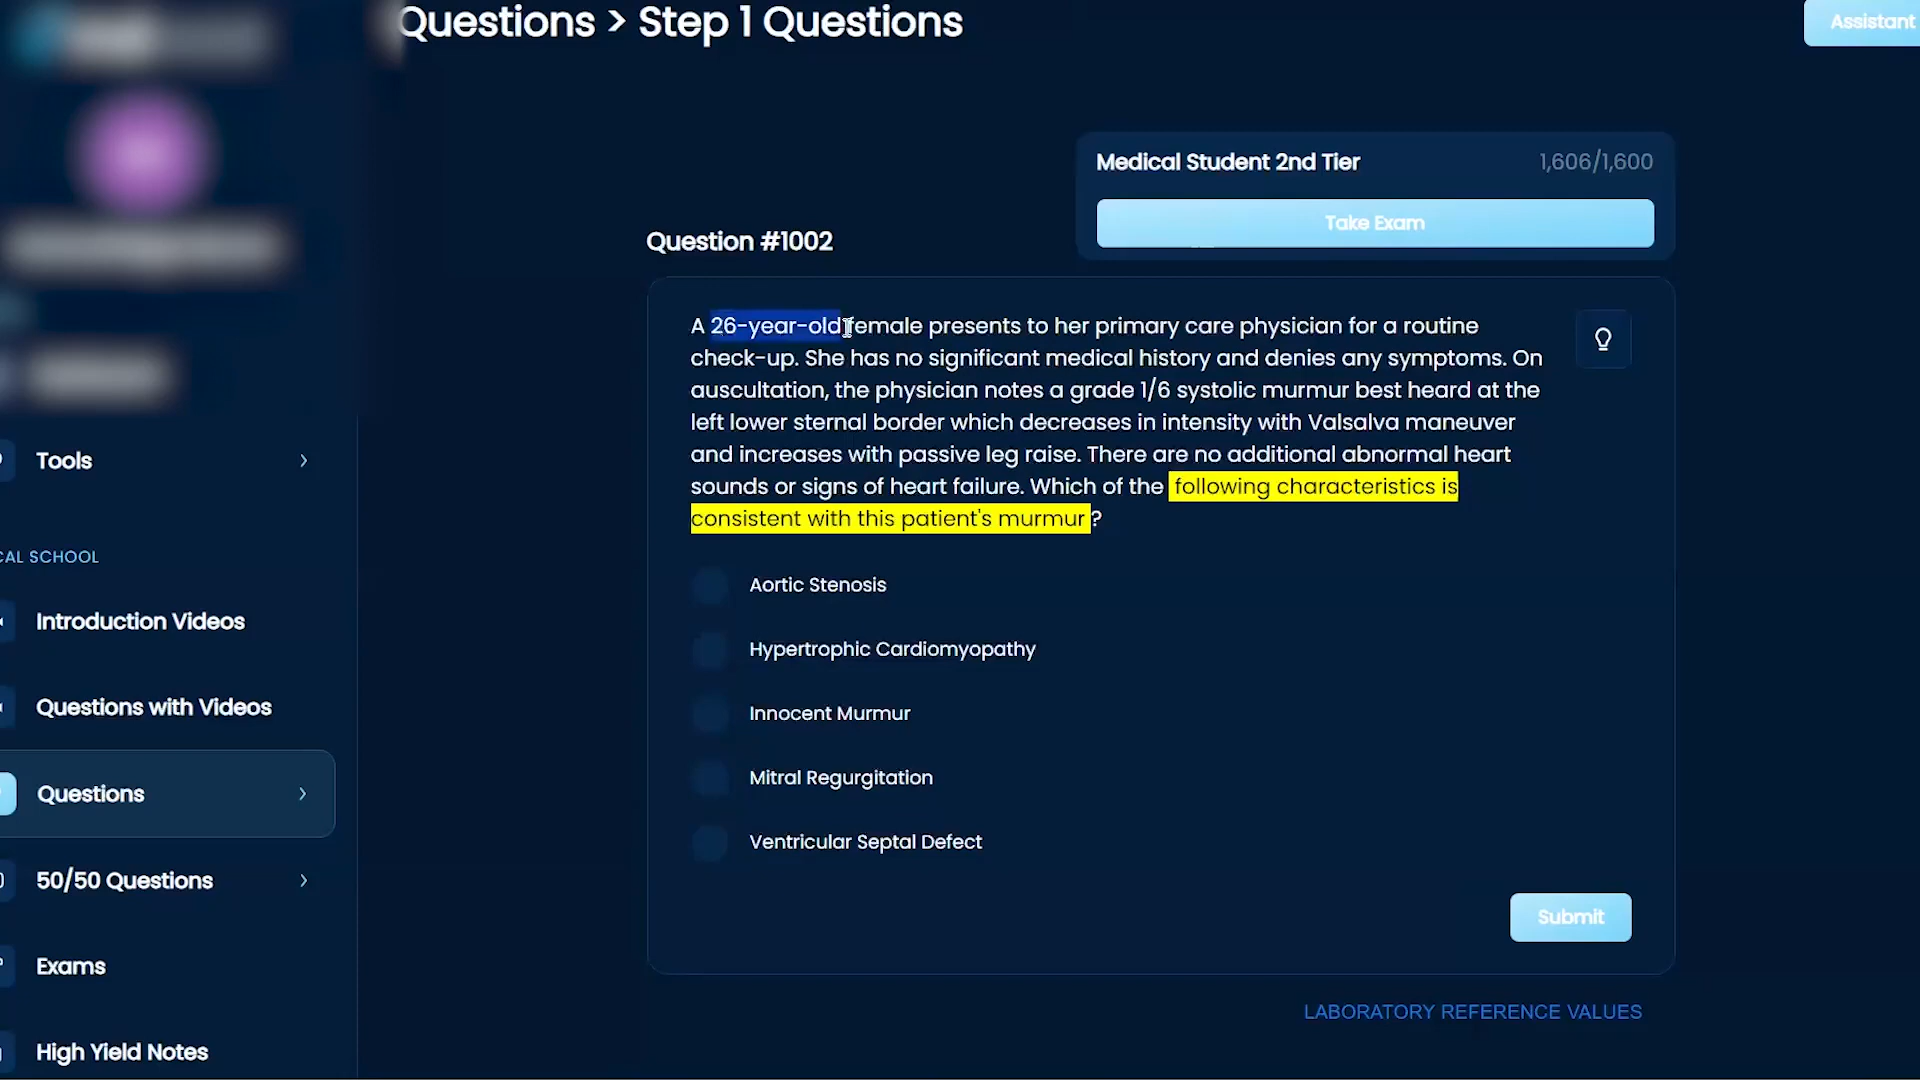 Questions > Step 1 Questions
Assistant
Medical Student 2nd Tier
1,606/1,600
Take Exam
Question #1002
A 26-year-old female presents to her primary care physician for a routine
check-up. She has no significant medical history and denies any symptoms. On
auscultation, the physician notes a grade 1/6 systolic murmur best heard at the
left lower sternal border which decreases in intensity with Valsalva maneuver
and increases with passive leg raise. There are no additional abnormal heart
sounds or signs of heart failure. Which of the following characteristics is
consistent with this patient's murmur ?
Aortic Stenosis
Hypertrophic Cardiomyopathy
Innocent Murmur
Mitral Regurgitation
Ventricular Septal Defect
Submit
LABORATORY REFERENCE VALUES
Tools
CAL SCHOOL
Introduction Videos
Questions with Videos
Questions
50/50 Questions
Exams
High Yield Notes